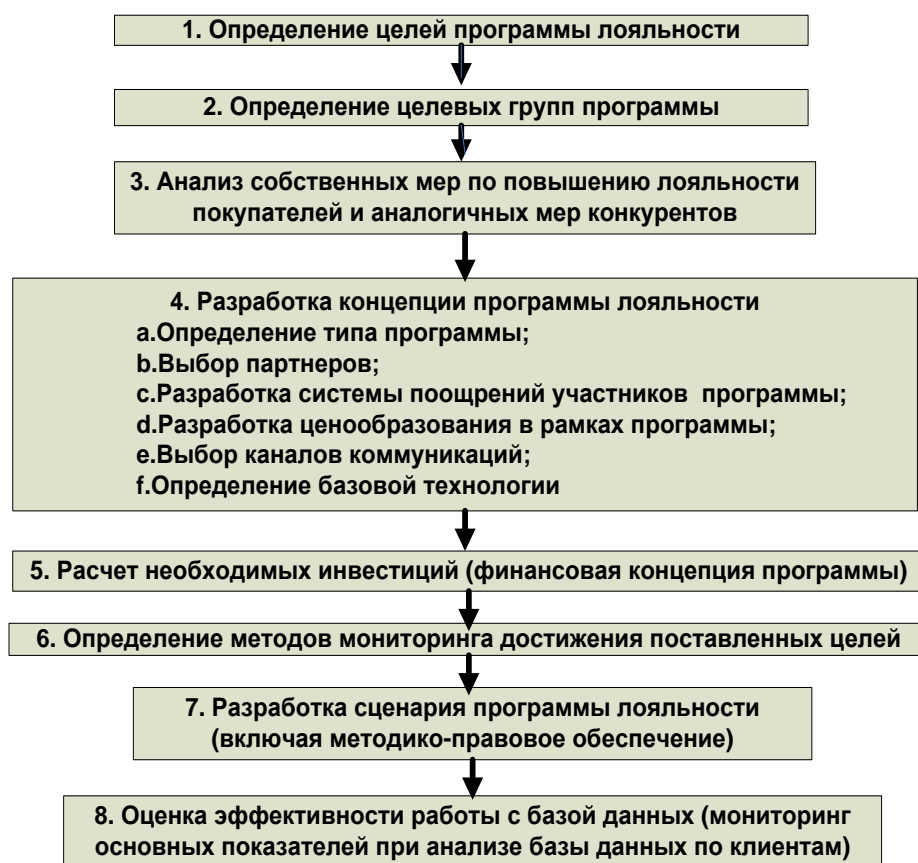 1. Определение целей программы лояльности
2. Определение целевых групп программы
3. Анализ собственных мер по повышению лояльности
покупателей и аналогичных мер конкурентов
4. Разработка концепции программы лояльности
a.Определение типа программы;
b.Выбор партнеров;
c.Разработка системы поощрений участников программы;
d.Разработка ценообразования в рамках программы;
e.Выбор каналов коммуникаций;
f.Определение базовой технологии
5. Расчет необходимых инвестиций (финансовая концепция программы)
6. Определение методов мониторинга достижения поставленных целей
7. Разработка сценария программы лояльности
(включая методико-правовое обеспечение)
8. Оценка эффективности работы с базой данных (мониторинг
основных показателей при анализе базы данных по клиентам)